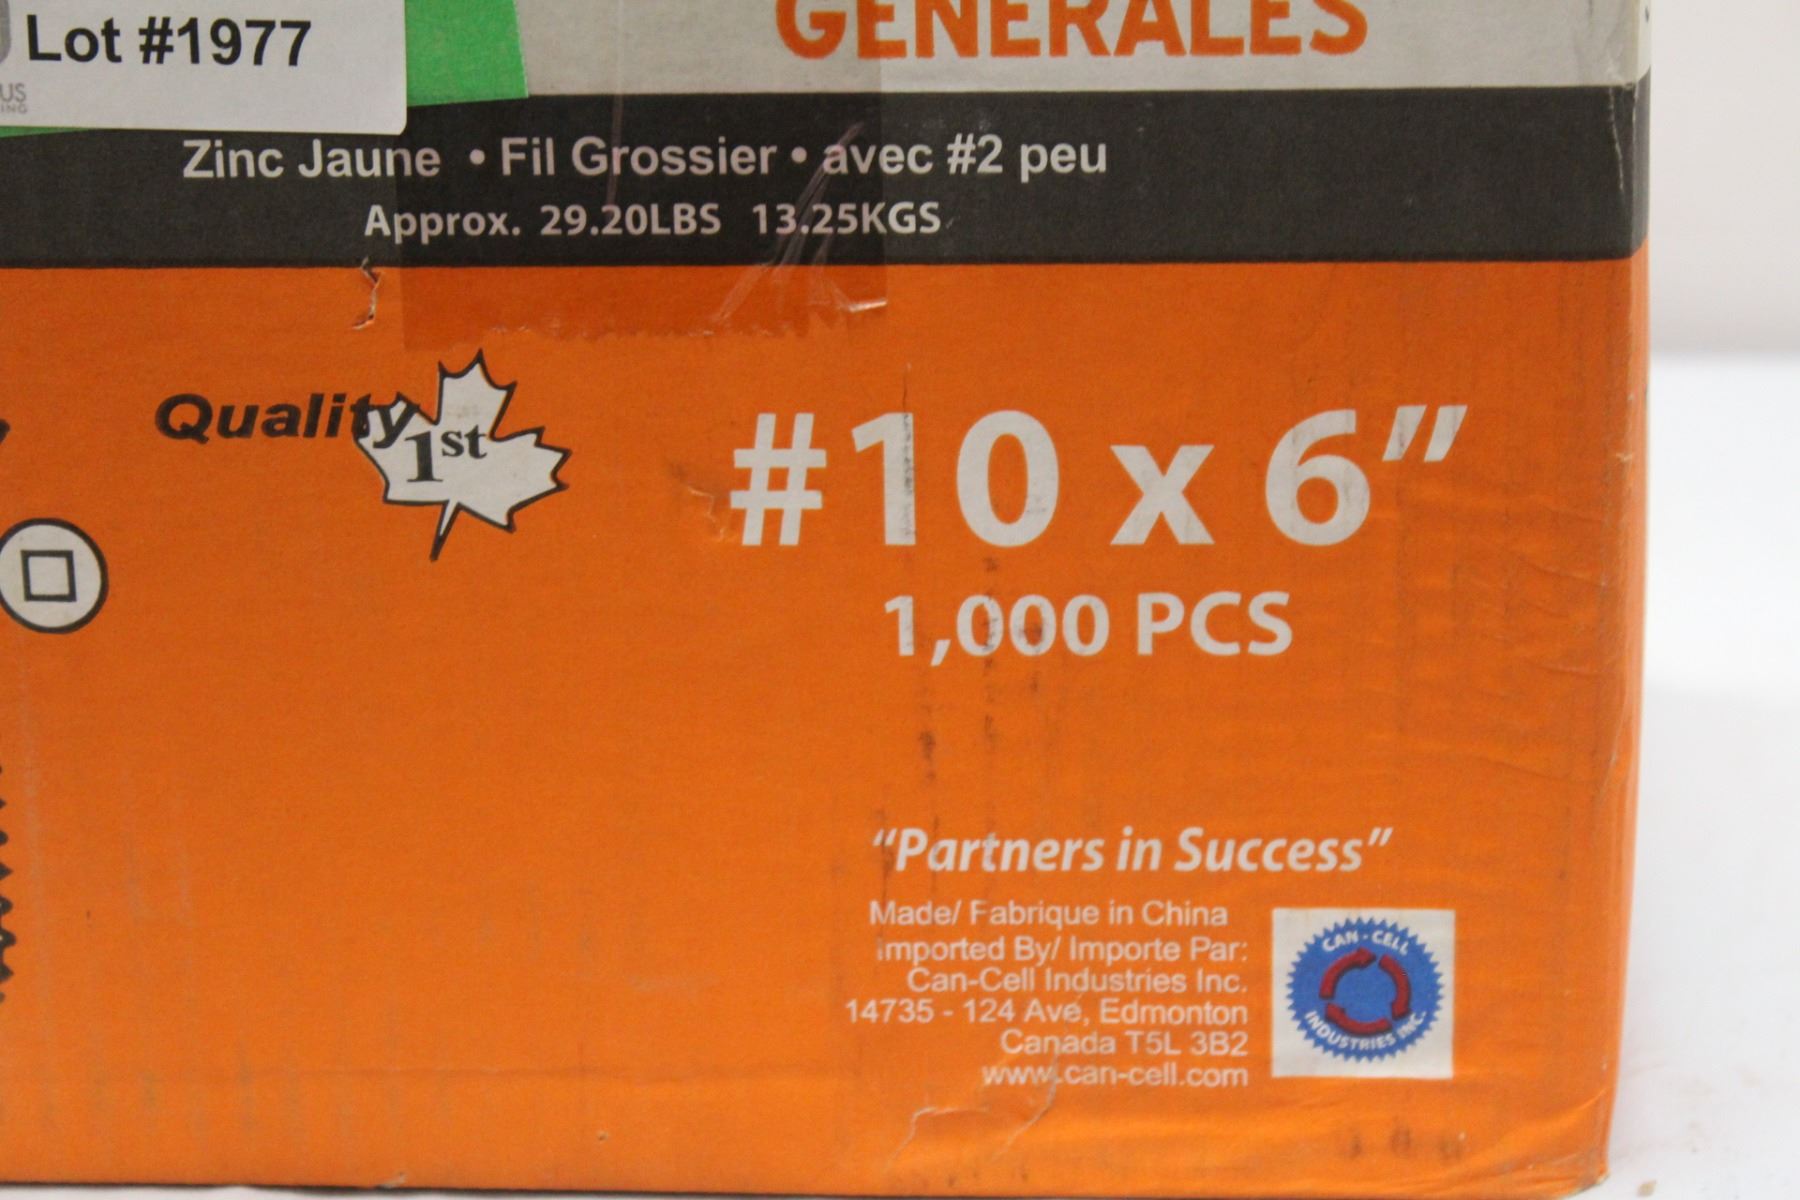 Lot #1977
US
ING
GENERALES
Zinc Jaune • Fil Grossier • avec #2 peu
Approx. 29.20LBS 13.25KGS
Quality
1st
#10 x 6”
1,000 PCS
“Partners in Success”
Made/ Fabrique in China
Imported By/ Importe Par:
Can-Cell Industries Inc.
14735 - 124 Ave, Edmonton
Canada T5L 3B2
www.can-cell.com
CAN-CELL
INDUSTRIES INC.